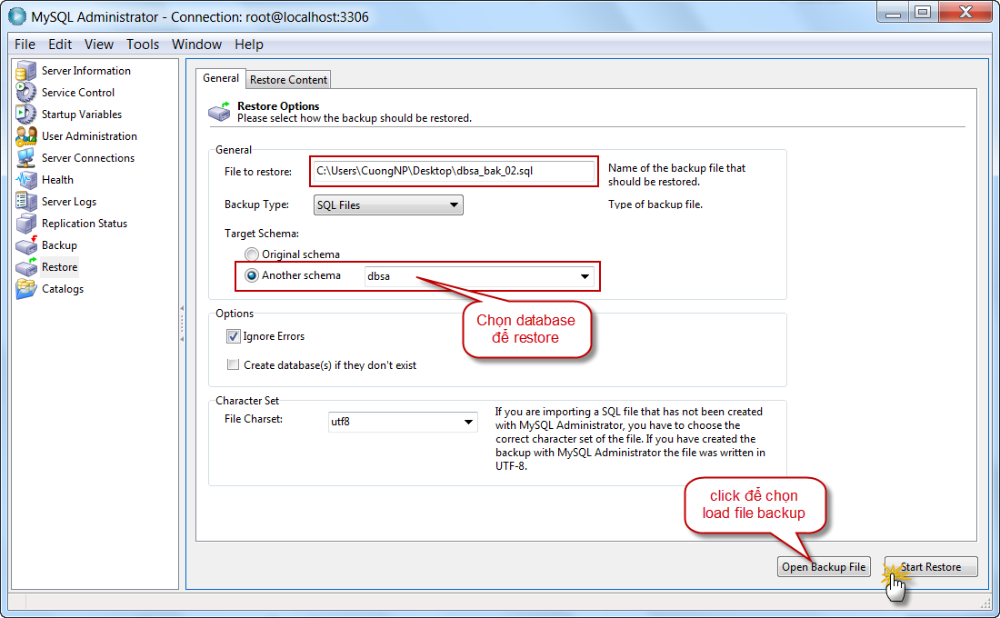 MySQL Administrator - Connection: root@localhost:3306
File Edit View Tools Window Help
Server Information
Service Control
Startup Variables
User Administration
Server Connections
Health
Server Logs
Replication Status
Backup
Restore
Catalogs
General Restore Content
Restore Options
Please select how the backup should be restored.
General
File to restore: C:\Users\CuongNP\Desktop\dbsa_bak_02.sql
Name of the backup file that
should be restored.
Backup Type: SQL Files
Type of backup file.
Target Schema:
Original schema
Another schema dbsa
Chọn database
để restore
Options
Ignore Errors
Create database(s) if they don't exist
Character Set
File Charset: utf8
If you are importing a SQL file that has not been created
with MySQL Administrator, you have to choose the
correct character set of the file. If you have created the
backup with MySQL Administrator the file was written in
UTF-8.
click để chọn
load file backup
Open Backup File Start Restore